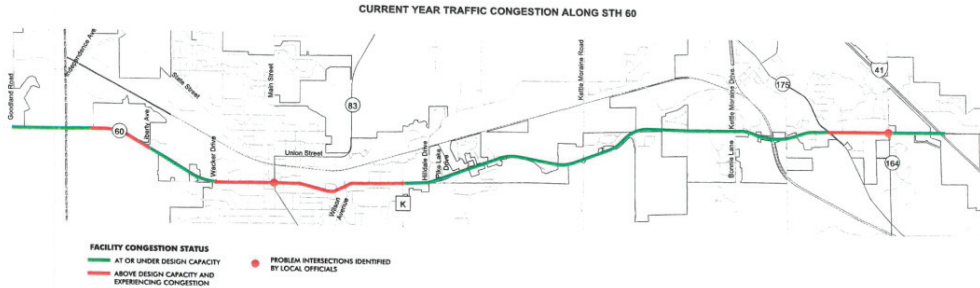 CURRENT YEAR TRAFFIC CONGESTION ALONG STH 60
Goodland Road
Independence Ave
State Street
Liberty Ave
60
Wacker Drive
Main Street
Union Street
83
Wilson
Avenue
K
Hilldale Drive
Pike Lake
Drive
Kettle Moraine Road
Kettle Moraine Drive
Bonnie Lane
175
41
164
FACILITY CONGESTION STATUS
AT OR UNDER DESIGN CAPACITY
ABOVE DESIGN CAPACITY AND
EXPERIENCING CONGESTION
PROBLEM INTERSECTIONS IDENTIFIED
BY LOCAL OFFICIALS